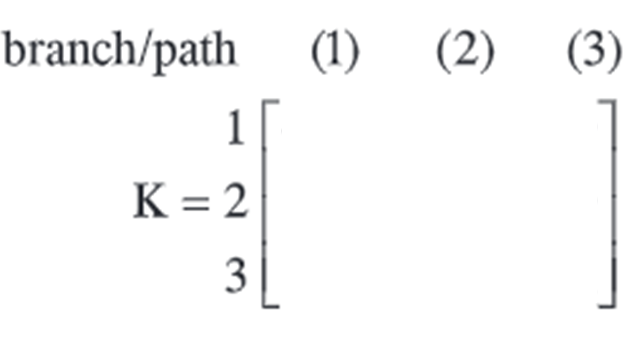 branch/path (1) (2) (3)
1
K = 2
3